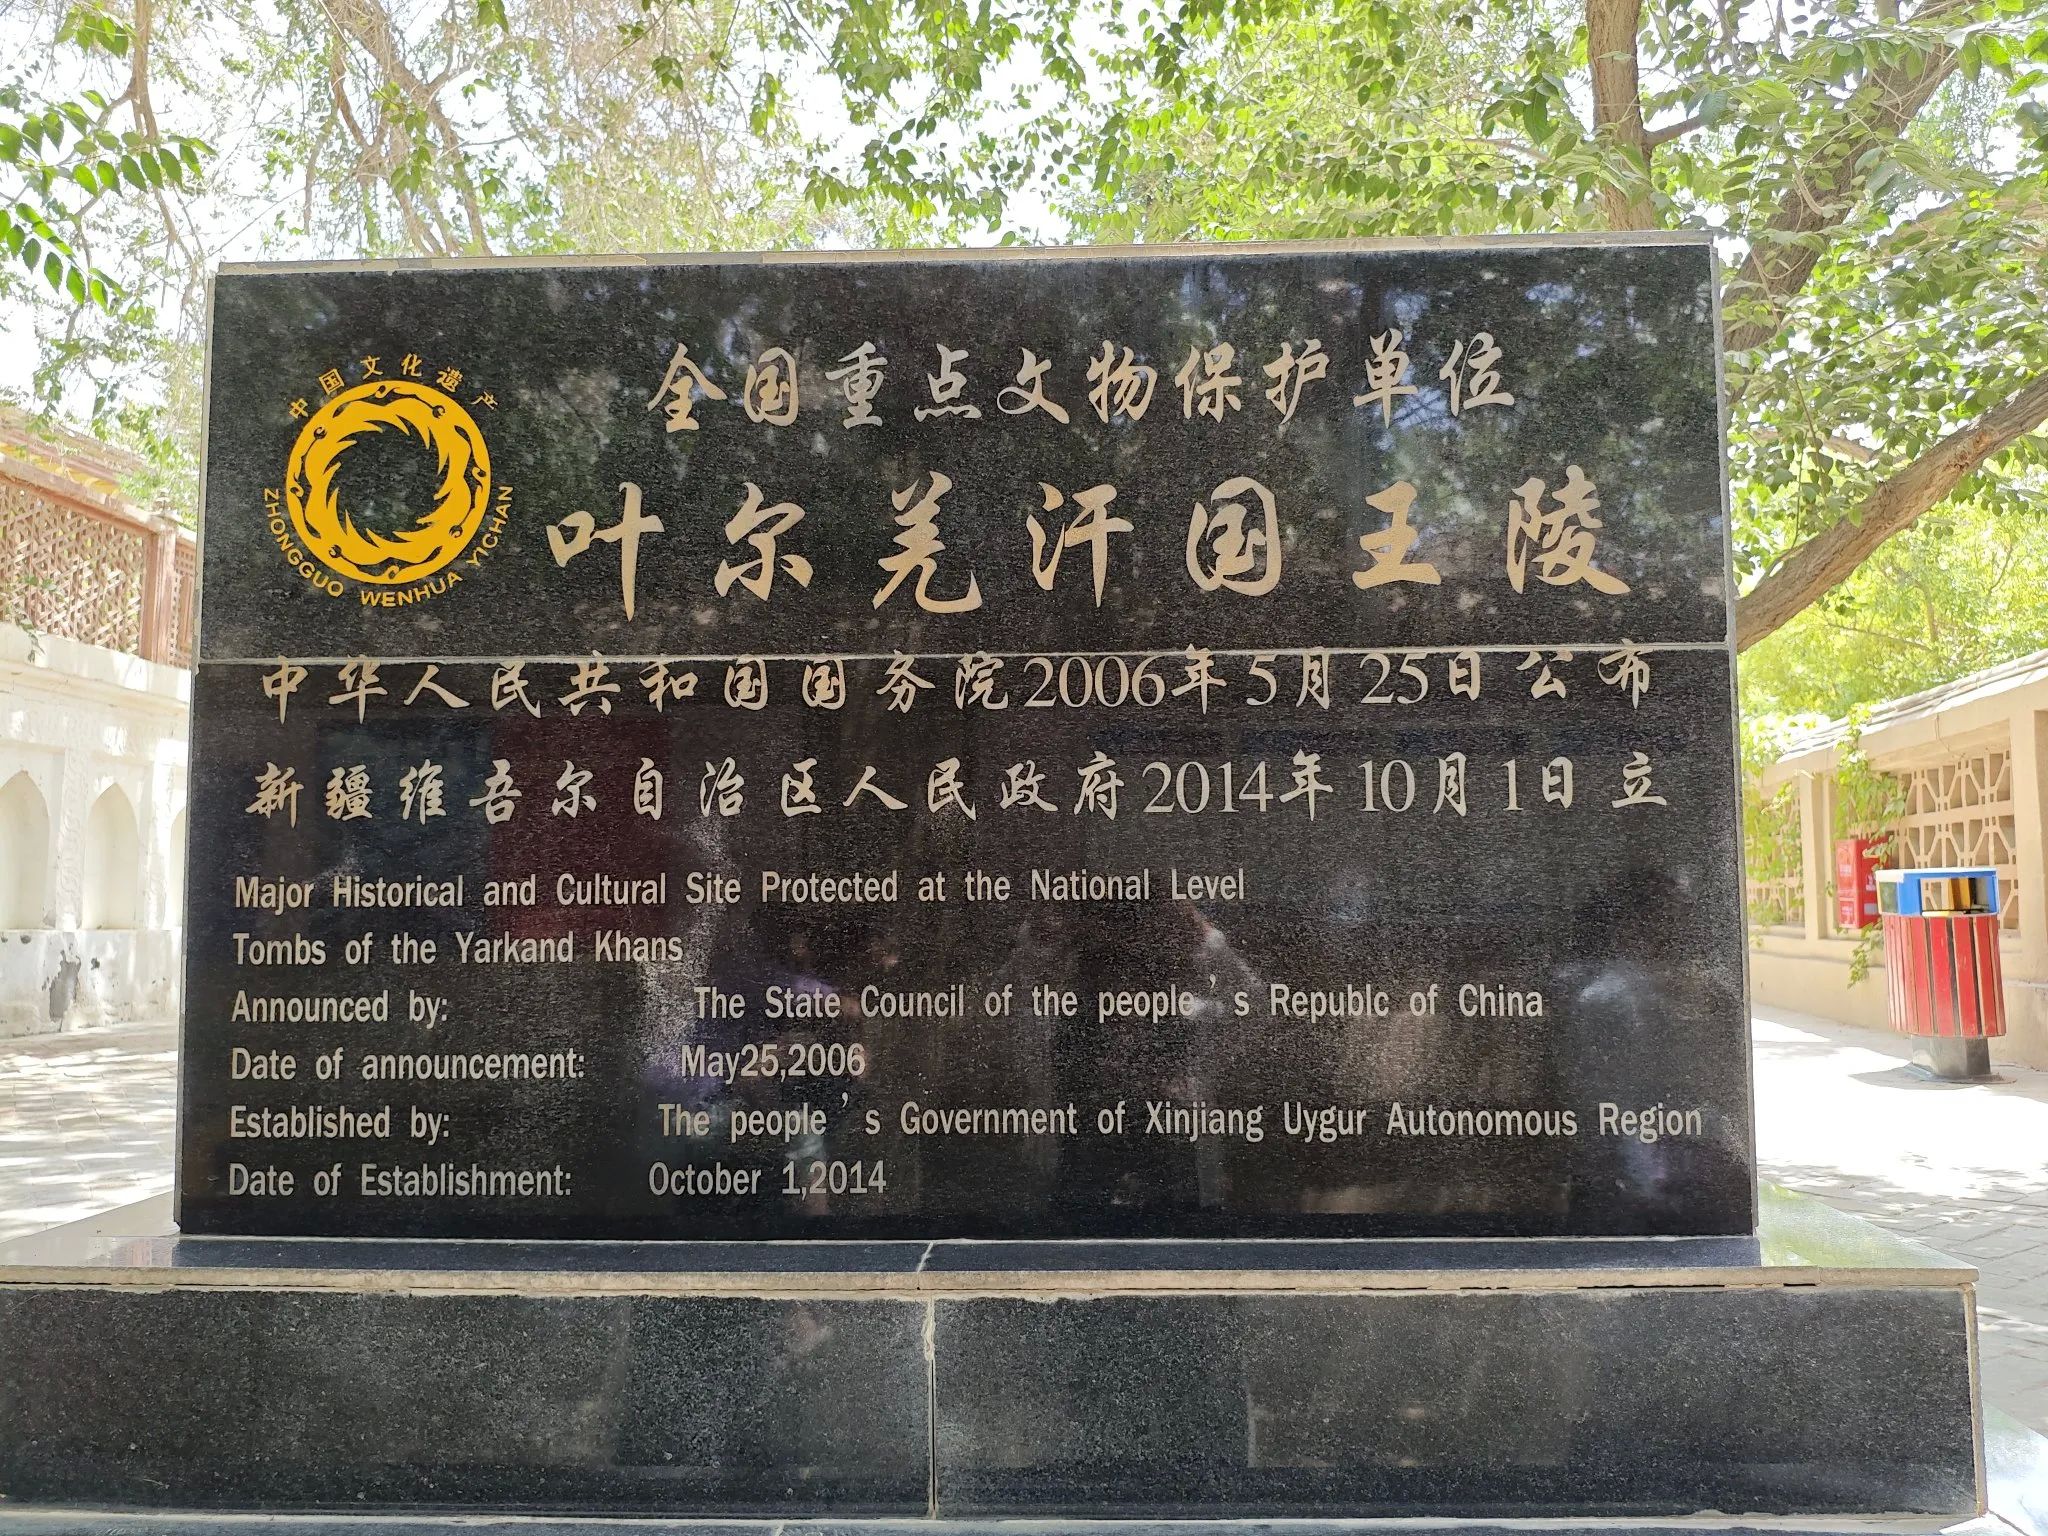 中国文化遗产
ZHONGGUO WENHUA YICHAN
全国重点文物保护单位
叶尔羌汗国王陵
中华人民共和国国务院2006年5月25日公布
新疆维吾尔自治区人民政府2014年10月1日立
Major Historical and Cultural Site Protected at the National Level
Tombs of the Yarkand Khans
Announced by: The State Council of the people's Republc of China
Date of announcement: May25,2006
Established by: The people's Government of Xinjiang Uygur Autonomous Region
Date of Establishment: October 1,2014